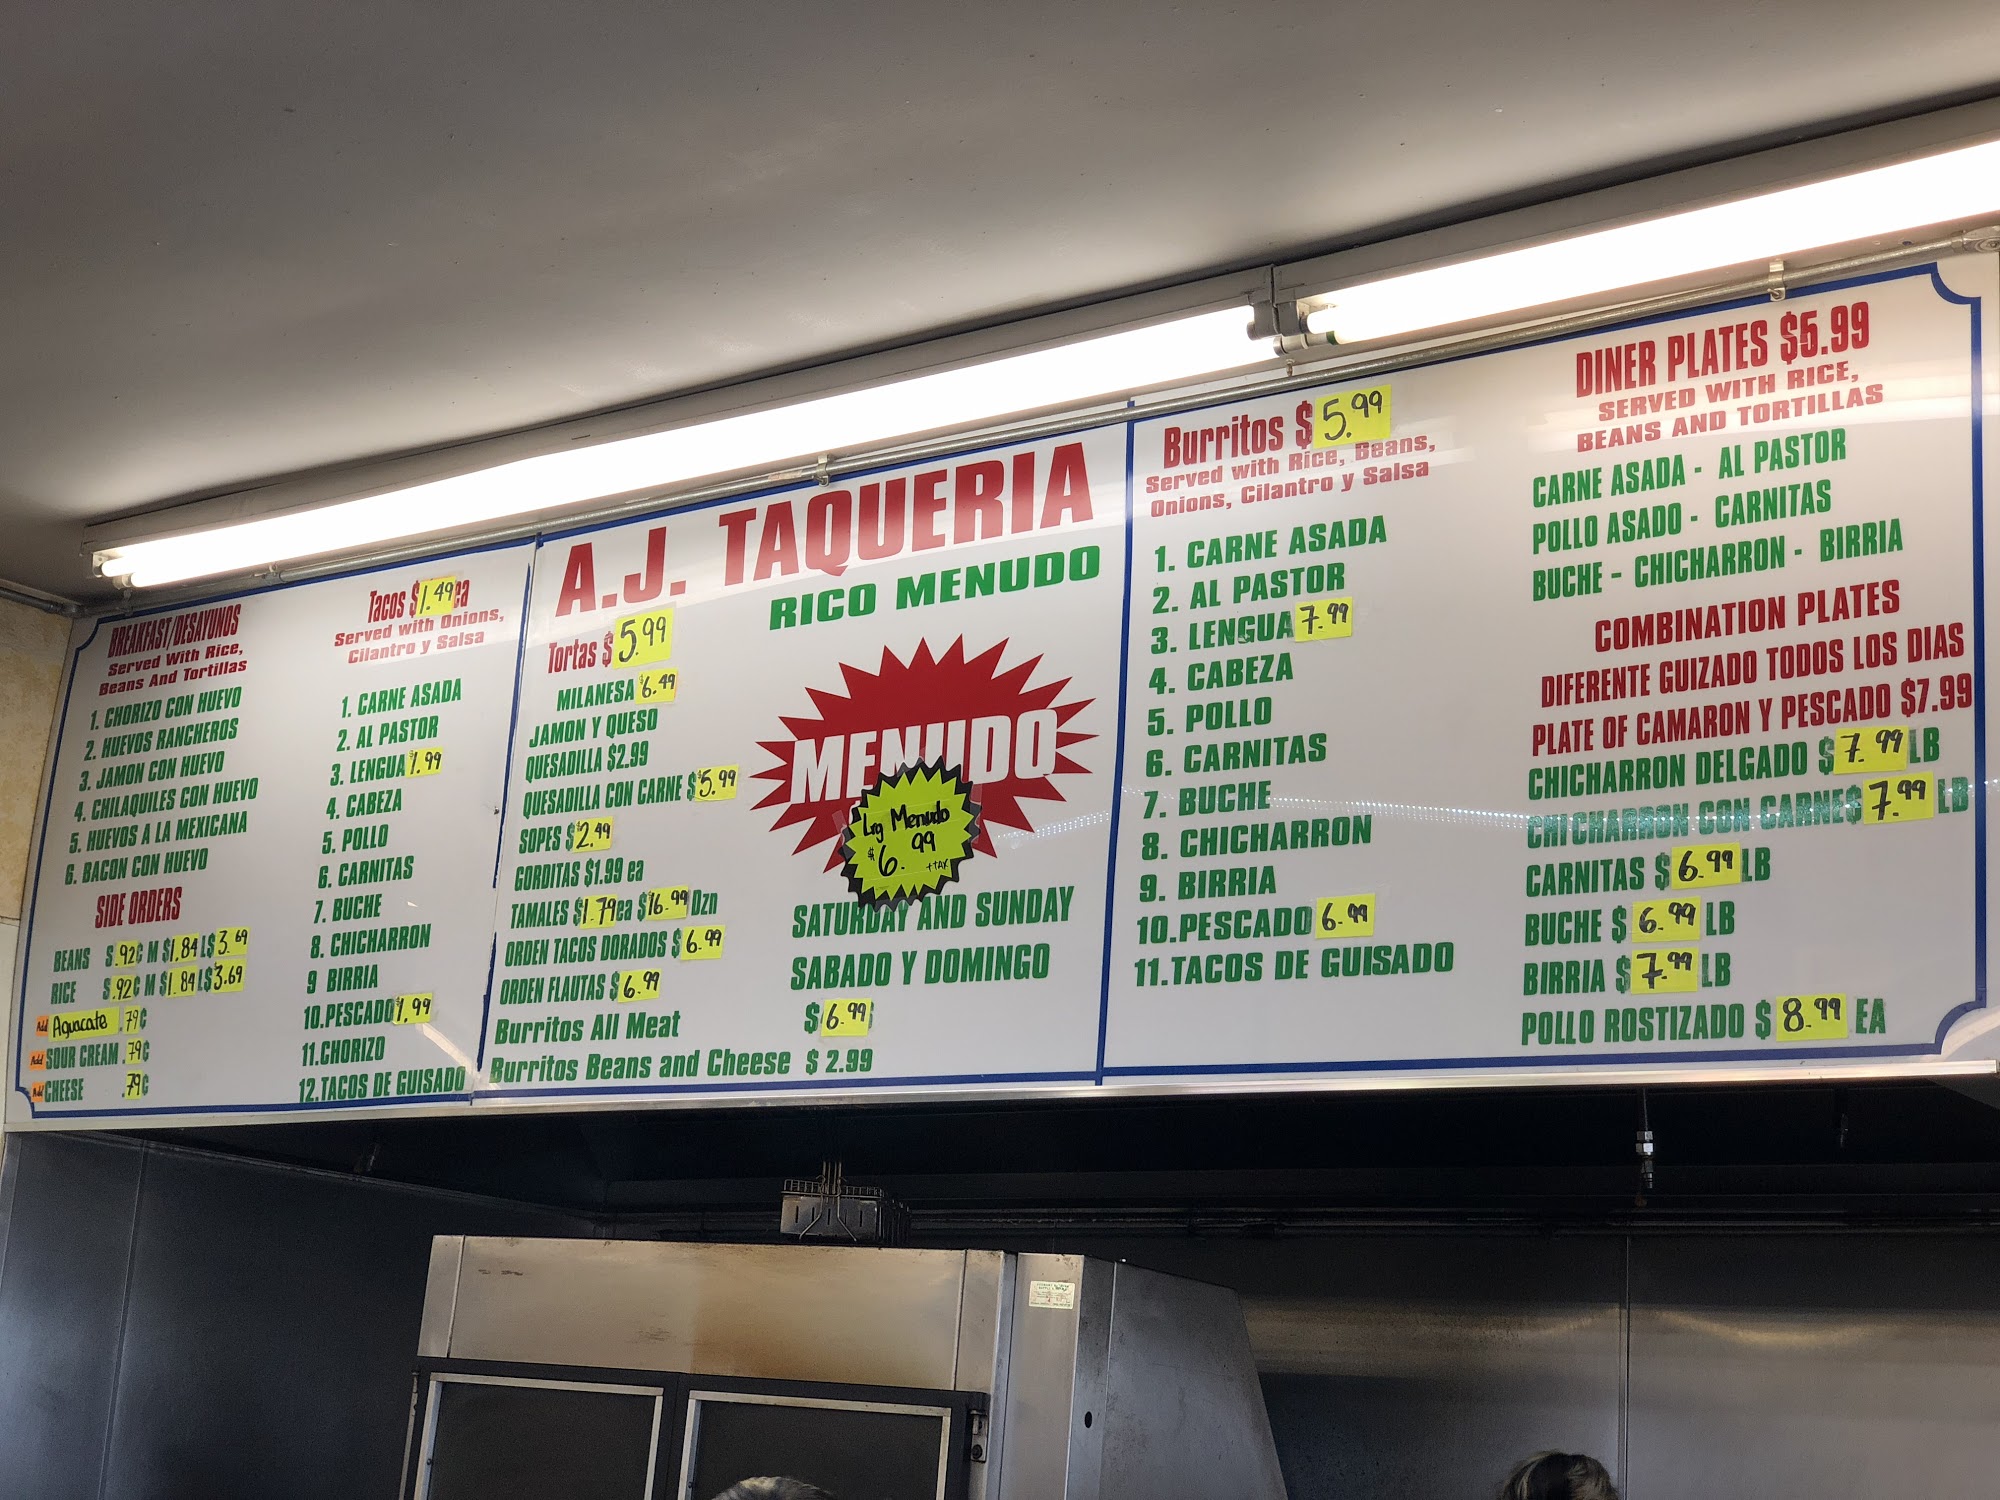 BREAKFAST/DESAYUNOS
Served With Rice,
Beans And Tortillas
1. CHORIZO CON HUEVO
2. HUEVOS RANCHEROS
3. JAMON CON HUEVO
4. CHILAQUILES CON HUEVO
5. HUEVOS A LA MEXICANA
6. BACON CON HUEVO
SIDE ORDERS
BEANS $.92¢ M $1.84 L$3.69
RICE $.92¢ M $1.84 L$3.69
Add Aguacate .79¢
Add SOUR CREAM .79¢
Add CHEESE .79¢
Tacos $1.49ea
Served with Onions,
Cilantro y Salsa
1. CARNE ASADA
2. AL PASTOR
3. LENGUA $1.99
4. CABEZA
5. POLLO
6. CARNITAS
7. BUCHE
8. CHICHARRON
9 BIRRIA
10.PESCADO $1.99
11.CHORIZO
12.TACOS DE GUISADO
A.J. TAQUERIA
RICO MENUDO
Tortas $5.99
MILANESA $6.49
JAMON Y QUESO
QUESADILLA $2.99
QUESADILLA CON CARNE $5.99
SOPES $2.49
GORDITAS $1.99 ea
TAMALES $1.79ea $16.99 Dzn
ORDEN TACOS DORADOS $6.99
ORDEN FLAUTAS $6.99
Burritos All Meat $6.99
Burritos Beans and Cheese $ 2.99
MENUDO
Lrg Menudo
$6.99
+TAX
SATURDAY AND SUNDAY
SABADO Y DOMINGO
Burritos $5.99
Served with Rice, Beans,
Onions, Cilantro y Salsa
1. CARNE ASADA
2. AL PASTOR
3. LENGUA 7.99
4. CABEZA
5. POLLO
6. CARNITAS
7. BUCHE
8. CHICHARRON
9. BIRRIA
10.PESCADO 6.99
11.TACOS DE GUISADO
DINER PLATES $5.99
SERVED WITH RICE,
BEANS AND TORTILLAS
CARNE ASADA - AL PASTOR
POLLO ASADO - CARNITAS
BUCHE - CHICHARRON - BIRRIA
COMBINATION PLATES
DIFERENTE GUIZADO TODOS LOS DIAS
PLATE OF CAMARON Y PESCADO $7.99
CHICHARRON DELGADO $7.99 LB
CHICHARRON CON CARNE$7.99 LB
CARNITAS $6.99 LB
BUCHE $6.99 LB
BIRRIA $7.99 LB
POLLO ROSTIZADO $8.99 EA